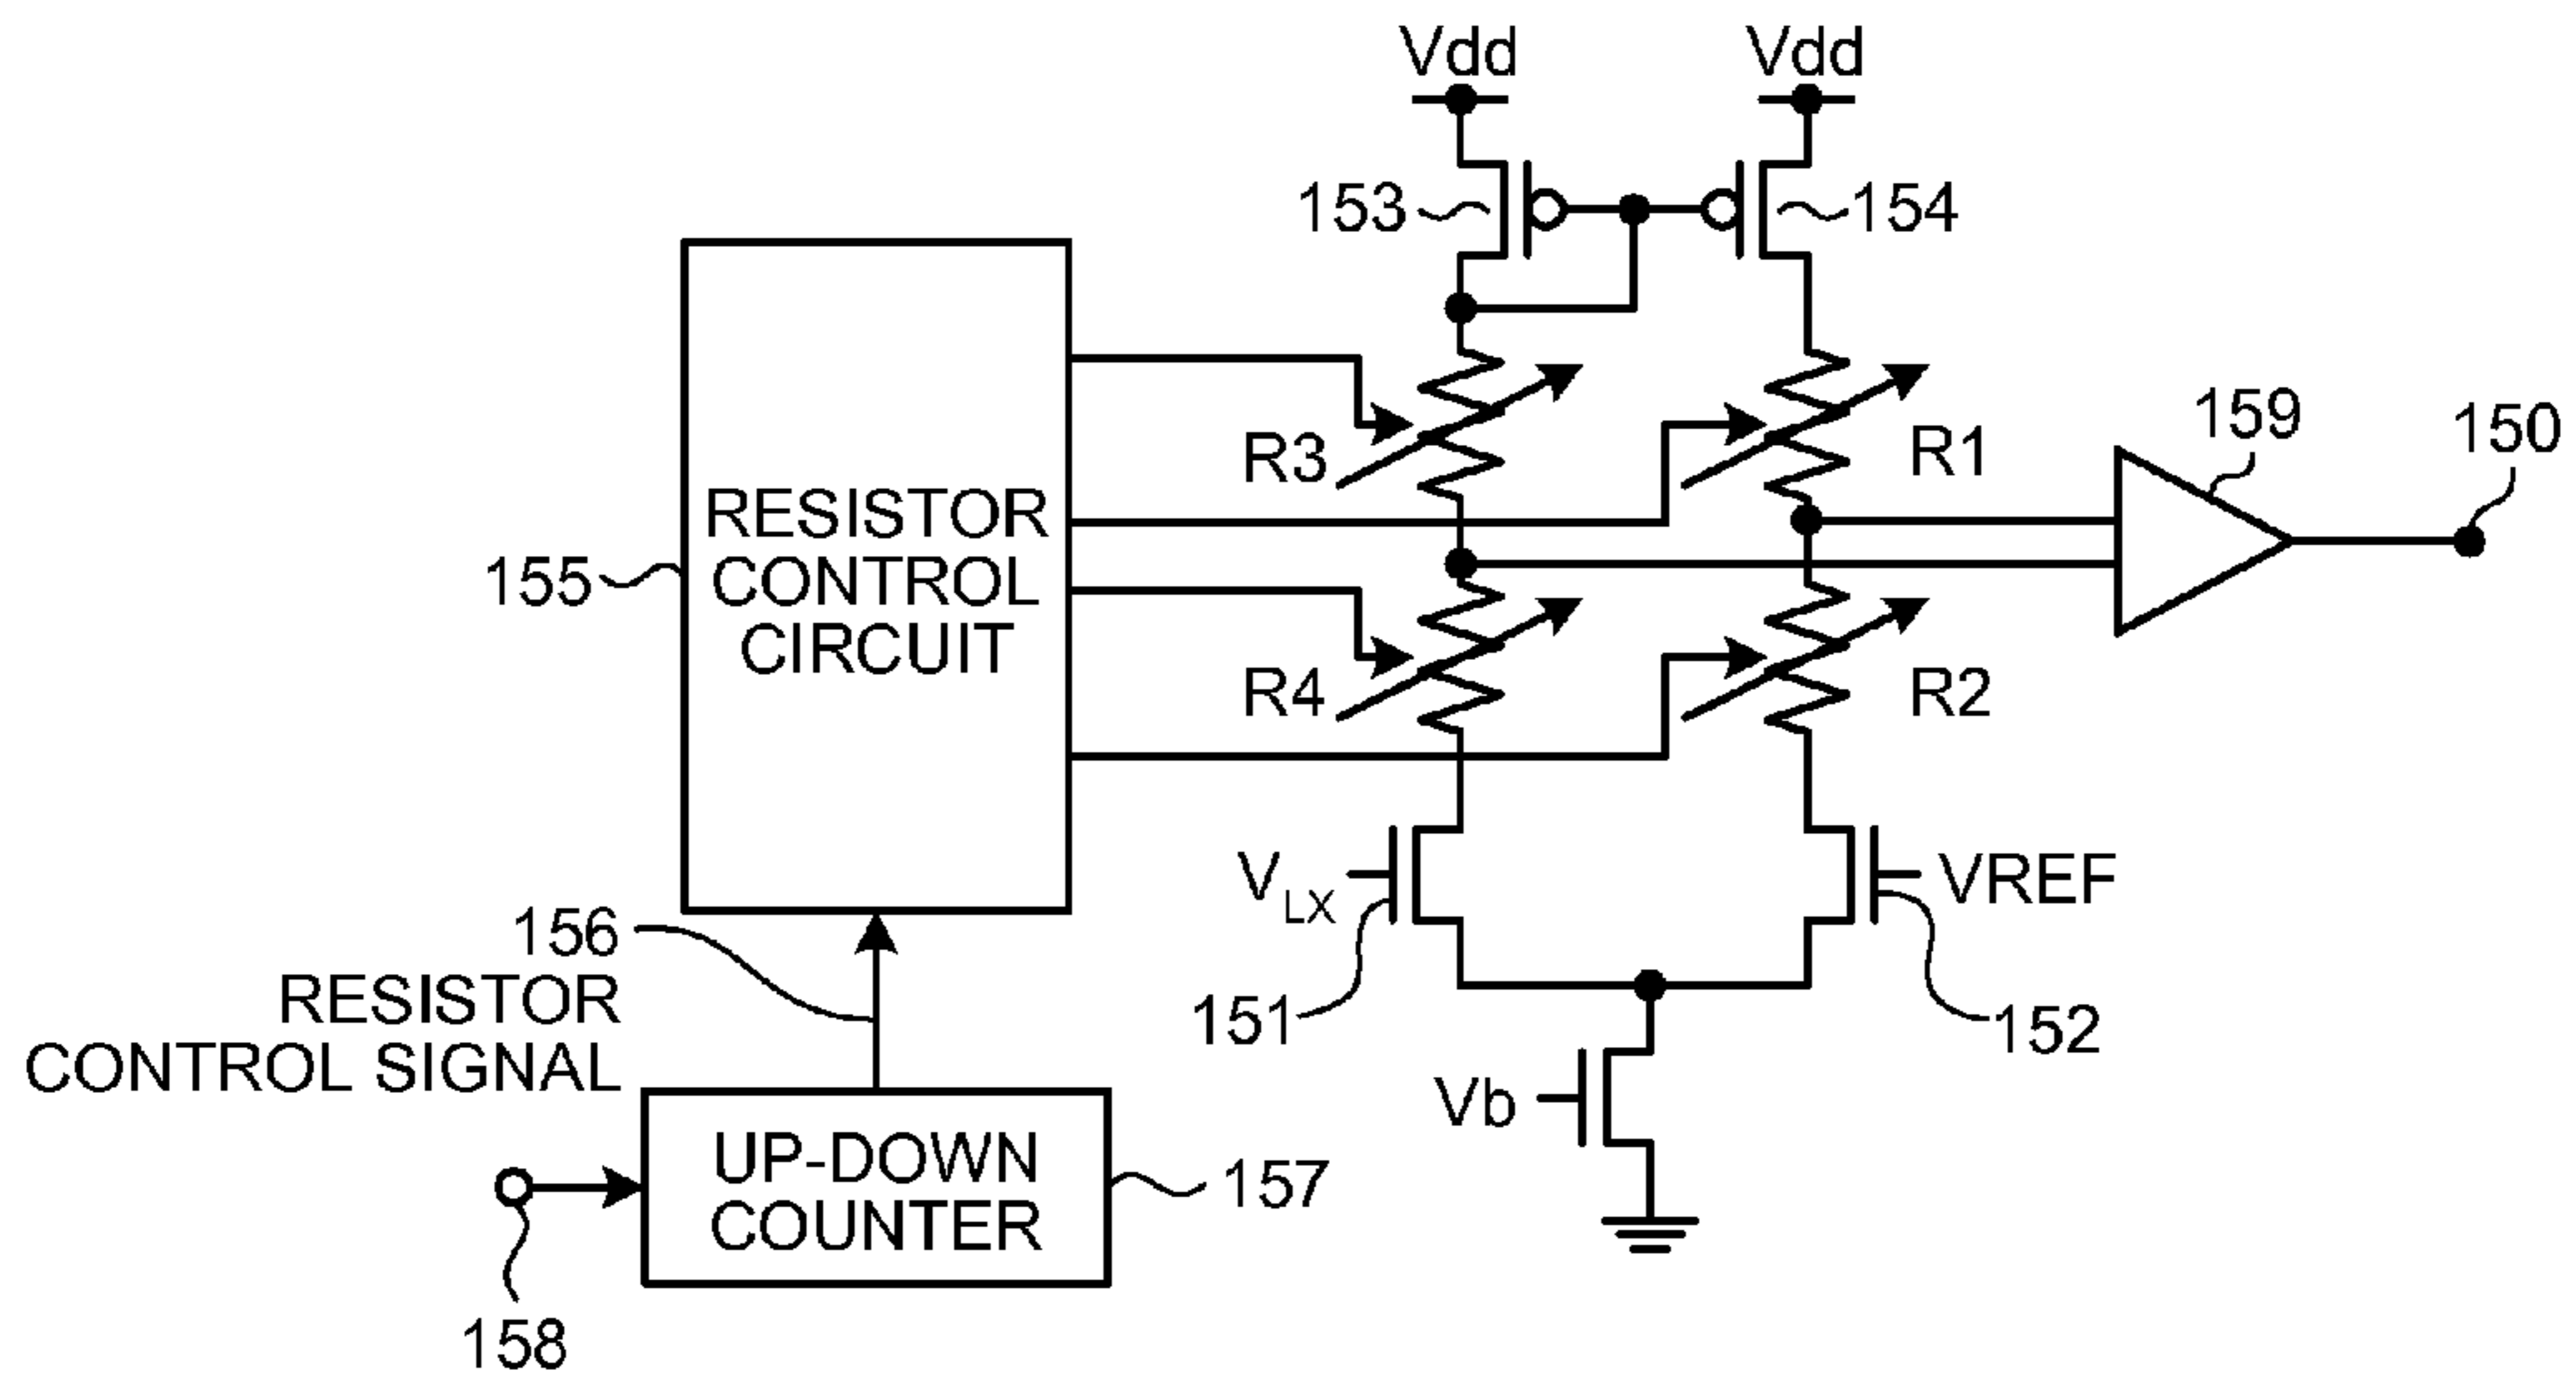 Vdd Vdd
153 154
R3 R1
159
150
RESISTOR
CONTROL
CIRCUIT
155
R4 R2
VLX VREF
156
RESISTOR
CONTROL SIGNAL
151 152
Vb
UP-DOWN
COUNTER
157
158